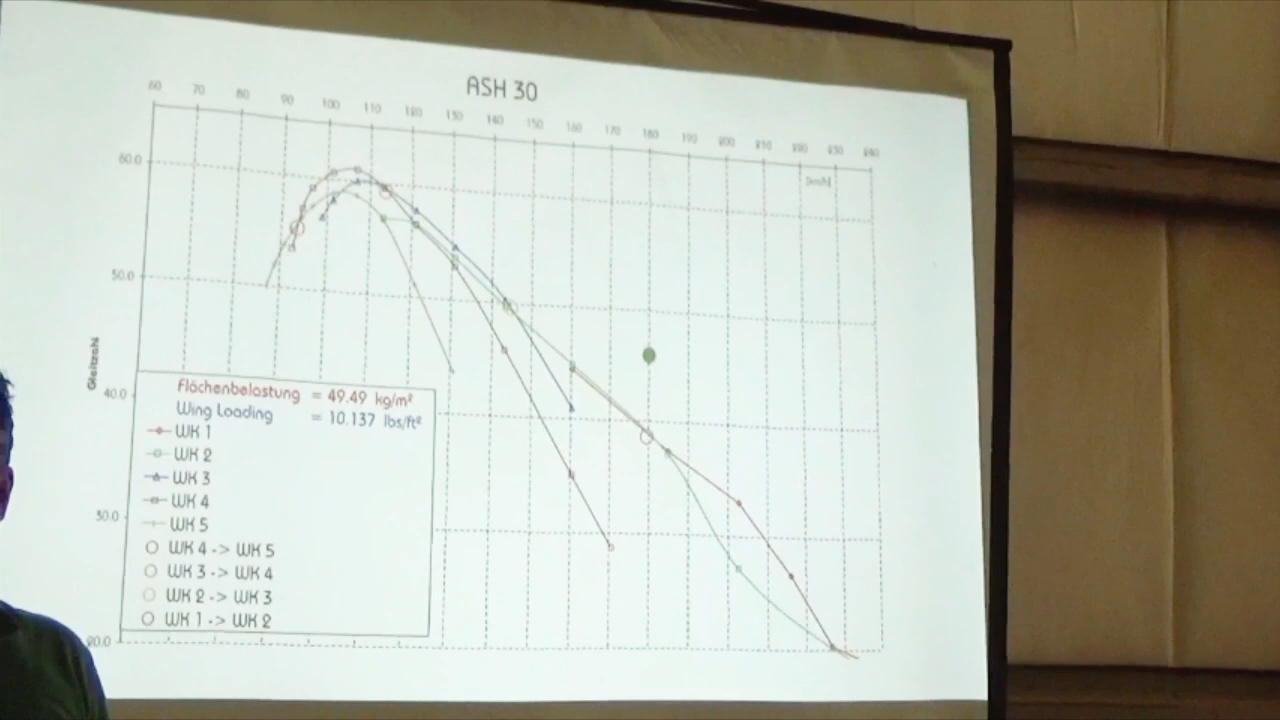 ASH 30
60 70 80 90 100 110 120 130 140 150 160 170 180 190 200 210 220 230 240
[km/h]
60.0
50.0
40.0
30.0
20.0
Gleitzahl
Flächenbelastung = 49.49 kg/m²
Wing Loading = 10.137 lbs/ft²
WK 1
WK 2
WK 3
WK 4
WK 5
WK 4 -> WK 5
WK 3 -> WK 4
WK 2 -> WK 3
WK 1 -> WK 2